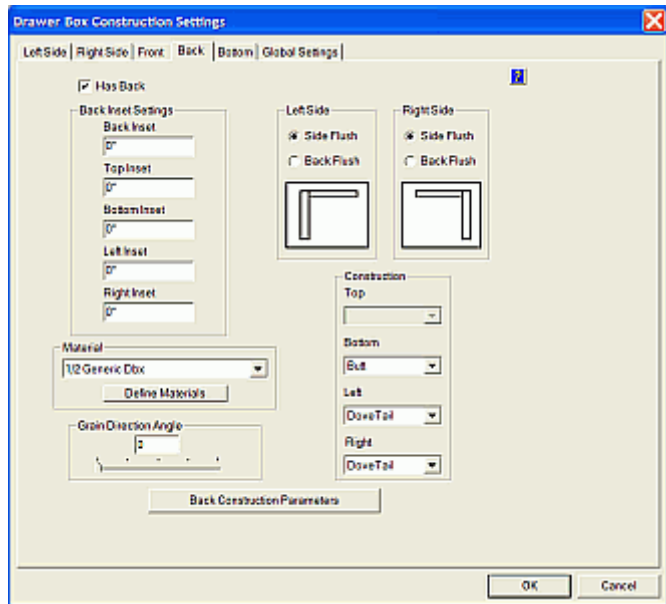 Drawer Box Construction Settings
Left Side Right Side Front Back Bottom Global Settings
?
Has Back
Back Inset Settings
Back Inset
0"
Top Inset
0"
Bottom Inset
0"
Left Inset
0"
Right Inset
0"
Left Side
Side Flush
Back Flush
Right Side
Side Flush
Back Flush
Construction
Top
Bottom
Butt
Left
DoveTail
Right
DoveTail
Material
1/2 Generic Dbx
Define Materials
Grain Direction Angle
0
Back Construction Parameters
OK Cancel